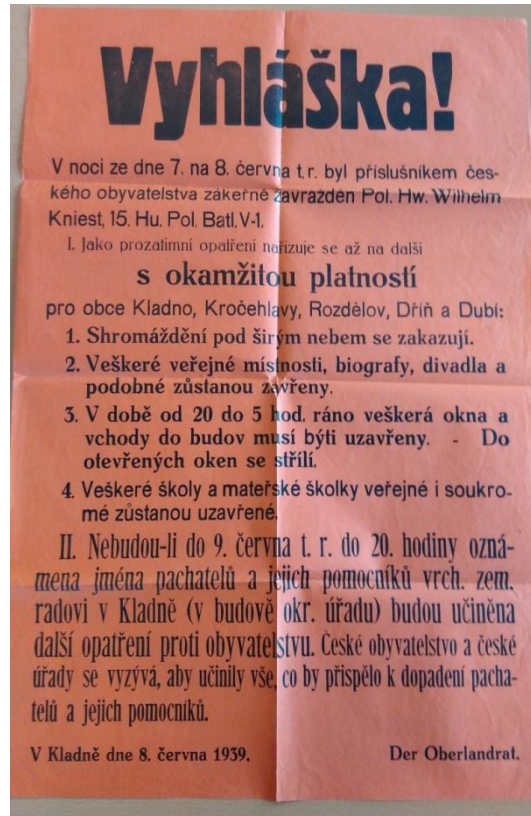 Vyhláška!
V noci ze dne 7. na 8. června t. r. byl příslušníkem čes-
kého obyvatelstva zákeřně zavražděn Pol. Hw. Wilhelm
Kniest, 15. Hu. Pol. Batl. V-1.
I. Jako prozatimní opatření nařizuje se až na další
s okamžitou platností
pro obce Kladno, Kročehlavy, Rozdělov, Dříň a Dubí:
1. Shromáždění pod širým nebem se zakazují.
2. Veškeré veřejné místnosti, biografy, divadla a
podobné zůstanou zavřeny.
3. V době od 20 do 5 hod. ráno veškerá okna a
vchody do budov musí býti uzavřeny. - Do
otevřených oken se střílí.
4. Veškeré školy a mateřské školky veřejné i soukro-
mé zůstanou uzavřené.
II. Nebudou-li do 9. června t. r. do 20. hodiny ozná-
mena jména pachatelů a jejich pomocníků vrch. zem.
radovi v Kladně (v budově okr. úřadu) budou učiněna
další opatření proti obyvatelstvu. České obyvatelstvo a české
úřady se vyzývá, aby učinily vše, co by přispělo k dopadení pacha-
telů a jejich pomocníků.
V Kladně dne 8. června 1939.
Der Oberlandrat.